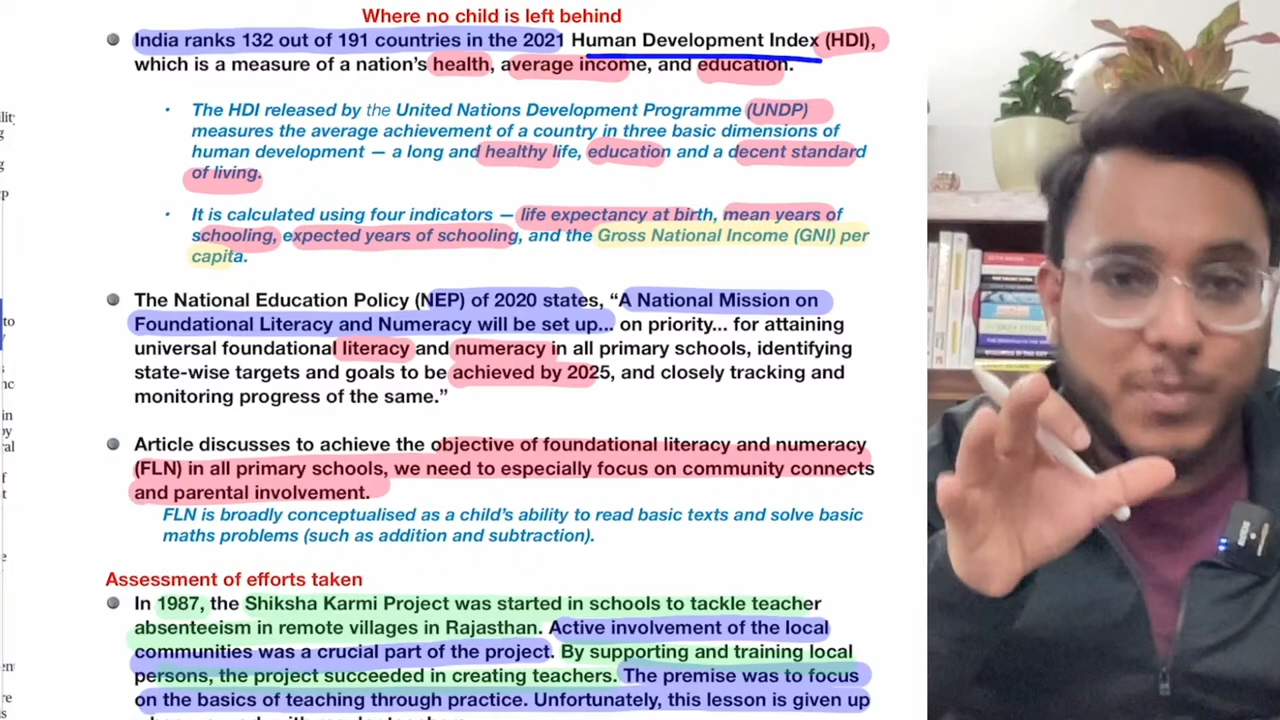 Where no child is left behind
India ranks 132 out of 191 countries in the 2021 Human Development Index (HDI),
which is a measure of a nation's health, average income, and education.
The HDI released by the United Nations Development Programme (UNDP)
measures the average achievement of a country in three basic dimensions of
human development — a long and healthy life, education and a decent standard
of living.
It is calculated using four indicators — life expectancy at birth, mean years of
schooling, expected years of schooling, and the Gross National Income (GNI) per
capita.
The National Education Policy (NEP) of 2020 states, “A National Mission on
Foundational Literacy and Numeracy will be set up... on priority... for attaining
universal foundational literacy and numeracy in all primary schools, identifying
state-wise targets and goals to be achieved by 2025, and closely tracking and
monitoring progress of the same.”
Article discusses to achieve the objective of foundational literacy and numeracy
(FLN) in all primary schools, we need to especially focus on community connects
and parental involvement.
FLN is broadly conceptualised as a child's ability to read basic texts and solve basic
maths problems (such as addition and subtraction).
Assessment of efforts taken
In 1987, the Shiksha Karmi Project was started in schools to tackle teacher
absenteeism in remote villages in Rajasthan. Active involvement of the local
communities was a crucial part of the project. By supporting and training local
persons, the project succeeded in creating teachers. The premise was to focus
on the basics of teaching through practice. Unfortunately, this lesson is given up